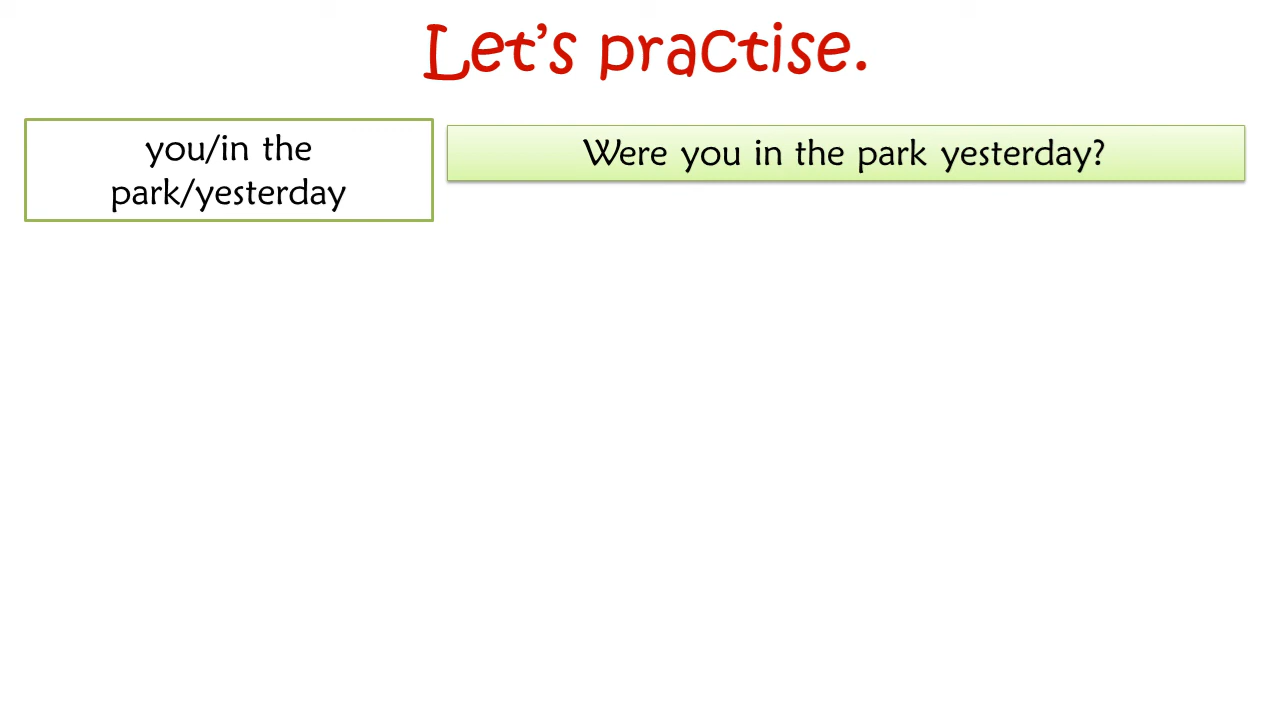 Let’s practise.
you/in the
park/yesterday
Were you in the park yesterday?